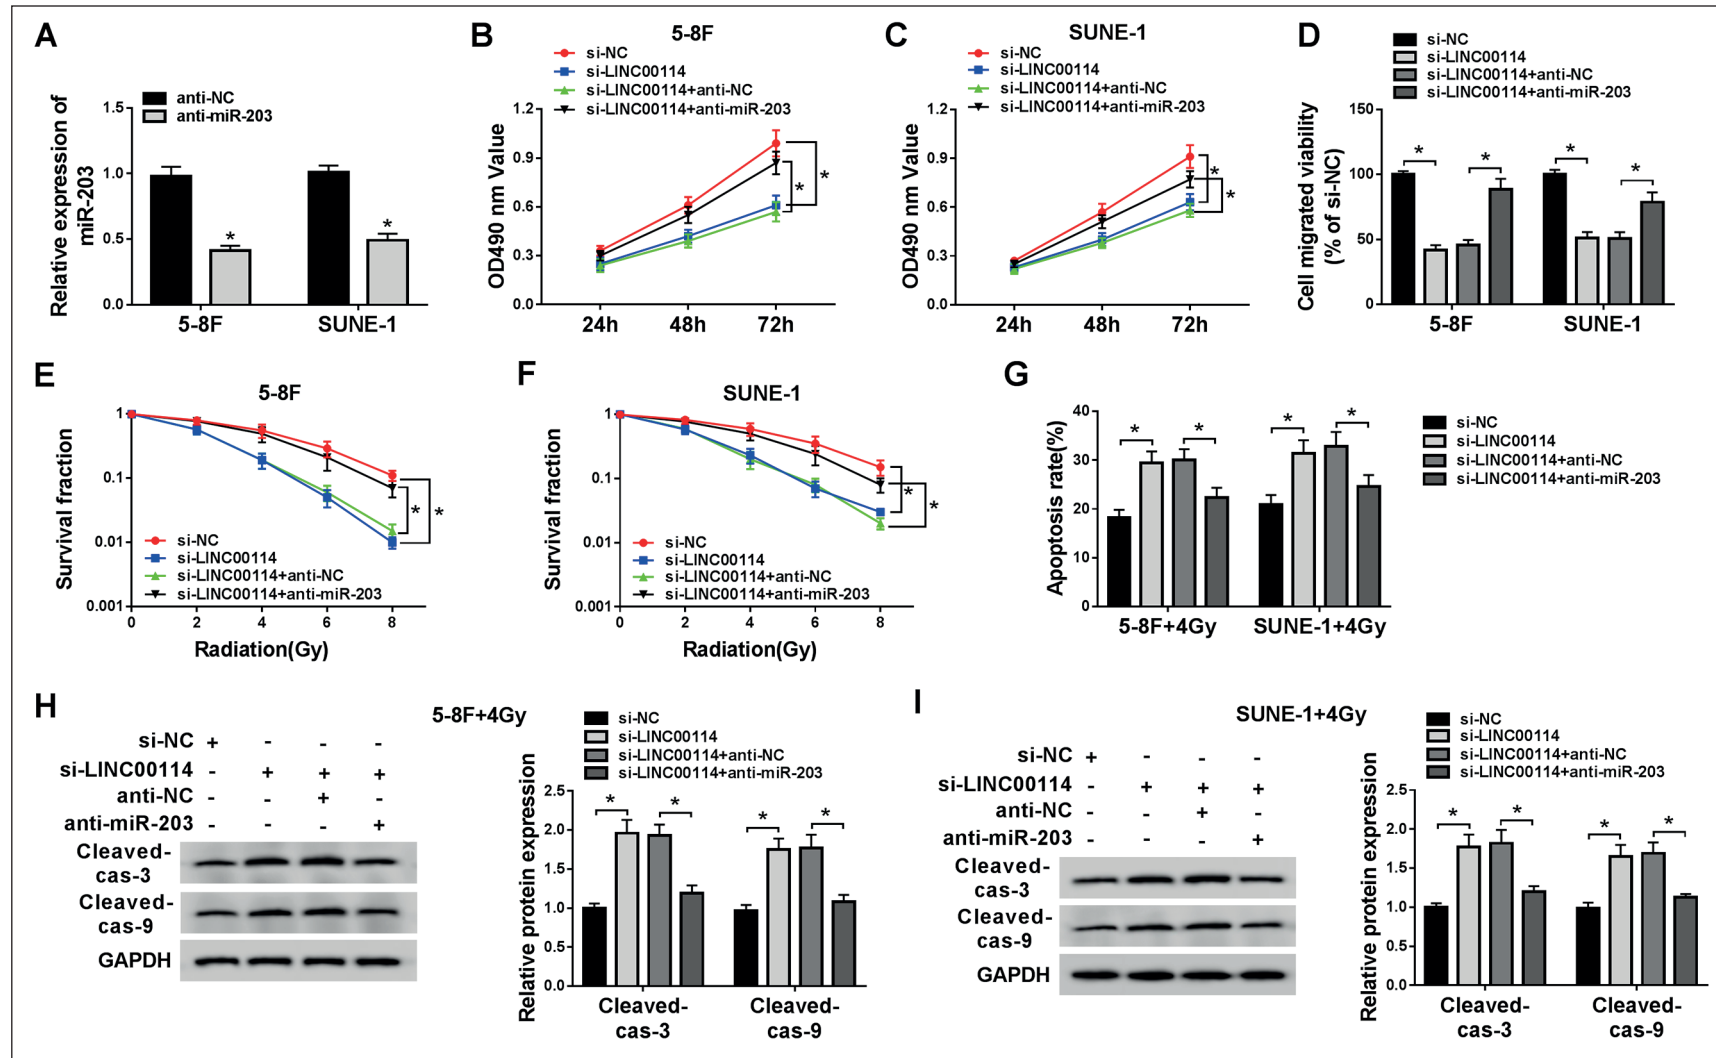 A
Relative expression of
miR-203
anti-NC
anti-miR-203
1.5
1.0
0.5
0.0
*
*
5-8F
SUNE-1
B
5-8F
si-NC
si-LINC00114
si-LINC00114+anti-NC
si-LINC00114+anti-miR-203
OD490 nm Value
1.2
0.9
0.6
0.3
0.0
*
*
24h
48h
72h
C
SUNE-1
si-NC
si-LINC00114
si-LINC00114+anti-NC
si-LINC00114+anti-miR-203
OD490 nm Value
1.2
0.9
0.6
0.3
0.0
*
*
24h
48h
72h
D
si-NC
si-LINC00114
si-LINC00114+anti-NC
si-LINC00114+anti-miR-203
Cell migrated viability
(% of si-NC)
150
100
50
0
*
*
*
*
5-8F
SUNE-1
E
5-8F
Survival fraction
1
0.1
0.01
0.001
*
*
si-NC
si-LINC00114
si-LINC00114+anti-NC
si-LINC00114+anti-miR-203
0
2
4
6
8
Radiation(Gy)
F
SUNE-1
Survival fraction
1
0.1
0.01
0.001
*
*
si-NC
si-LINC00114
si-LINC00114+anti-NC
si-LINC00114+anti-miR-203
0
2
4
6
8
Radiation(Gy)
G
Apoptosis rate(%)
40
30
20
10
0
*
*
*
*
5-8F+4Gy
SUNE-1+4Gy
si-NC
si-LINC00114
si-LINC00114+anti-NC
si-LINC00114+anti-miR-203
H
5-8F+4Gy
si-NC + - - -
si-LINC00114 - + + +
anti-NC - - + -
anti-miR-203 - - - +
Cleaved-
cas-3
Cleaved-
cas-9
GAPDH
si-NC
si-LINC00114
si-LINC00114+anti-NC
si-LINC00114+anti-miR-203
Relative protein expression
2.5
2.0
1.5
1.0
0.5
0.0
*
*
*
*
Cleaved-
cas-3
Cleaved-
cas-9
I
SUNE-1+4Gy
si-NC + - - -
si-LINC00114 - + + +
anti-NC - - + -
anti-miR-203 - - - +
Cleaved-
cas-3
Cleaved-
cas-9
GAPDH
si-NC
si-LINC00114
si-LINC00114+anti-NC
si-LINC00114+anti-miR-203
Relative protein expression
2.5
2.0
1.5
1.0
0.5
0.0
*
*
*
*
Cleaved-
cas-3
Cleaved-
cas-9